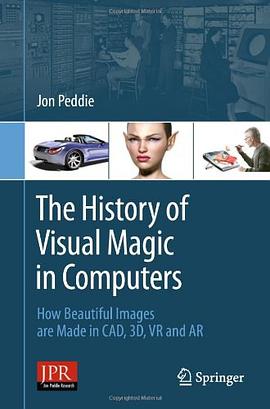 Jon Peddie
The History of
Visual Magic
in Computers
How Beautiful Images
are Made in CAD, 3D, VR and AR
JPR
Jon Peddie Research
Springer